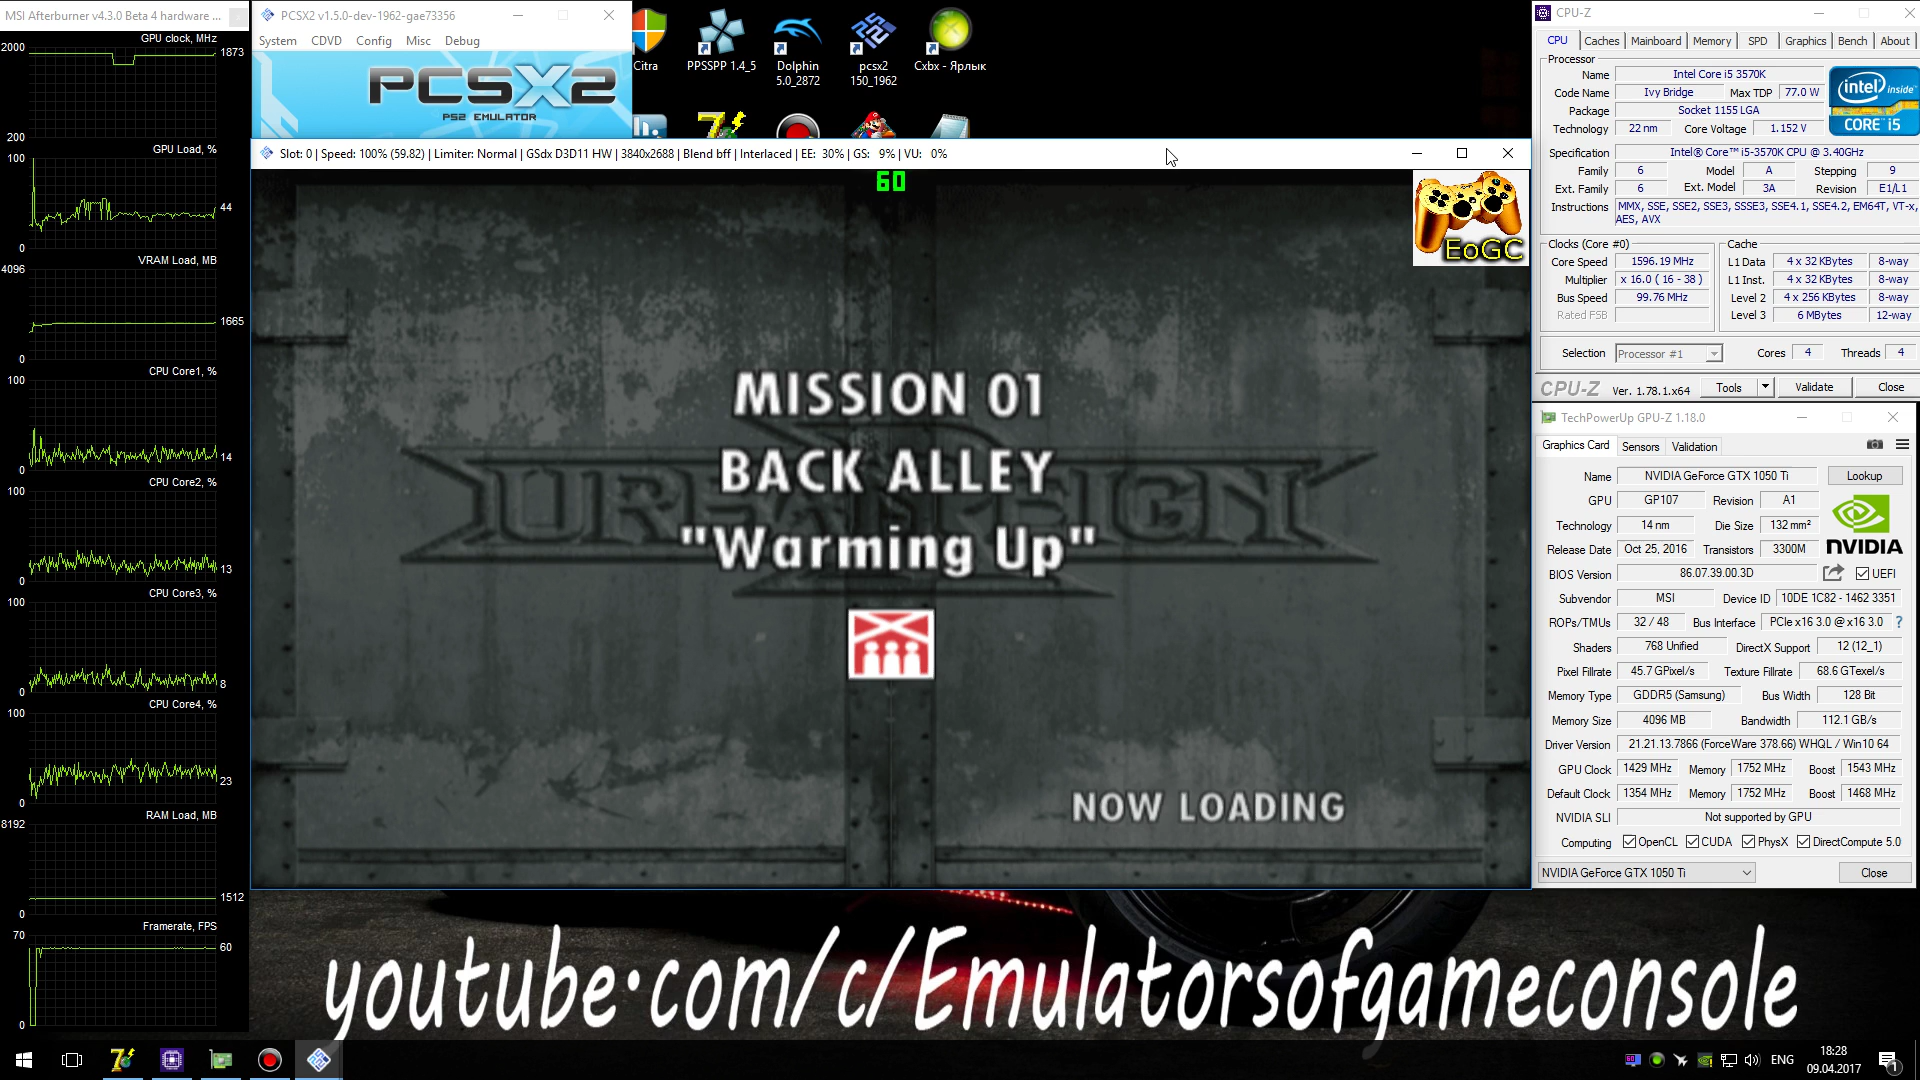 MSI Afterburner v4.3.0 Beta 4 hardware ...
GPU clock, MHz
2000
1873
200
GPU Load, %
100
44
0
VRAM Load, MB
4096
1665
0
CPU Core1, %
100
14
0
CPU Core2, %
100
13
0
CPU Core3, %
100
8
0
CPU Core4, %
100
23
0
RAM Load, MB
8192
1512
0
Framerate, FPS
70
60
0
PCSX2 v1.5.0-dev-1962-gae73356
System CDVD Config Misc Debug
PCSX2
PS2 EMULATOR
Citra
PPSSPP 1.4_5
Dolphin
5.0_2872
pcsx2
150_1962
Cxbx - Ярлык
Slot: 0 | Speed: 100% (59.82) | Limiter: Normal | GSdx D3D11 HW | 3840x2688 | Blend bff | Interlaced | EE: 30% | GS: 9% | VU: 0%
60
EoGC
MISSION 01
BACK ALLEY
"Warming Up"
URBAN REIGN
NOW LOADING
youtube.com/c/Emulatorsofgameconsole
CPU-Z
CPU Caches Mainboard Memory SPD Graphics Bench About
Processor
Name Intel Core i5 3570K
Code Name Ivy Bridge Max TDP 77.0 W
Package Socket 1155 LGA
Technology 22 nm Core Voltage 1.152 V
intel inside™
CORE i5
Specification Intel® Core™ i5-3570K CPU @ 3.40GHz
Family 6 Model A Stepping 9
Ext. Family 6 Ext. Model 3A Revision E1/L1
Instructions MMX, SSE, SSE2, SSE3, SSSE3, SSE4.1, SSE4.2, EM64T, VT-x,
AES, AVX
Clocks (Core #0)
Core Speed 1596.19 MHz
Multiplier x 16.0 ( 16 - 38 )
Bus Speed 99.76 MHz
Rated FSB
Cache
L1 Data 4 x 32 KBytes 8-way
L1 Inst. 4 x 32 KBytes 8-way
Level 2 4 x 256 KBytes 8-way
Level 3 6 MBytes 12-way
Selection Processor #1 Cores 4 Threads 4
CPU-Z Ver. 1.78.1.x64 Tools Validate Close
TechPowerUp GPU-Z 1.18.0
Graphics Card Sensors Validation
Name NVIDIA GeForce GTX 1050 Ti Lookup
GPU GP107 Revision A1
Technology 14 nm Die Size 132 mm²
Release Date Oct 25, 2016 Transistors 3300M
NVIDIA
BIOS Version 86.07.39.00.3D UEFI
Subvendor MSI Device ID 10DE 1C82 - 1462 3351
ROPs/TMUs 32 / 48 Bus Interface PCIe x16 3.0 @ x16 3.0 ?
Shaders 768 Unified DirectX Support 12 (12_1)
Pixel Fillrate 45.7 GPixel/s Texture Fillrate 68.6 GTexel/s
Memory Type GDDR5 (Samsung) Bus Width 128 Bit
Memory Size 4096 MB Bandwidth 112.1 GB/s
Driver Version 21.21.13.7866 (ForceWare 378.66) WHQL / Win10 64
GPU Clock 1429 MHz Memory 1752 MHz Boost 1543 MHz
Default Clock 1354 MHz Memory 1752 MHz Boost 1468 MHz
NVIDIA SLI Not supported by GPU
Computing OpenCL CUDA PhysX DirectCompute 5.0
NVIDIA GeForce GTX 1050 Ti Close
ENG
18:28
09.04.2017
1